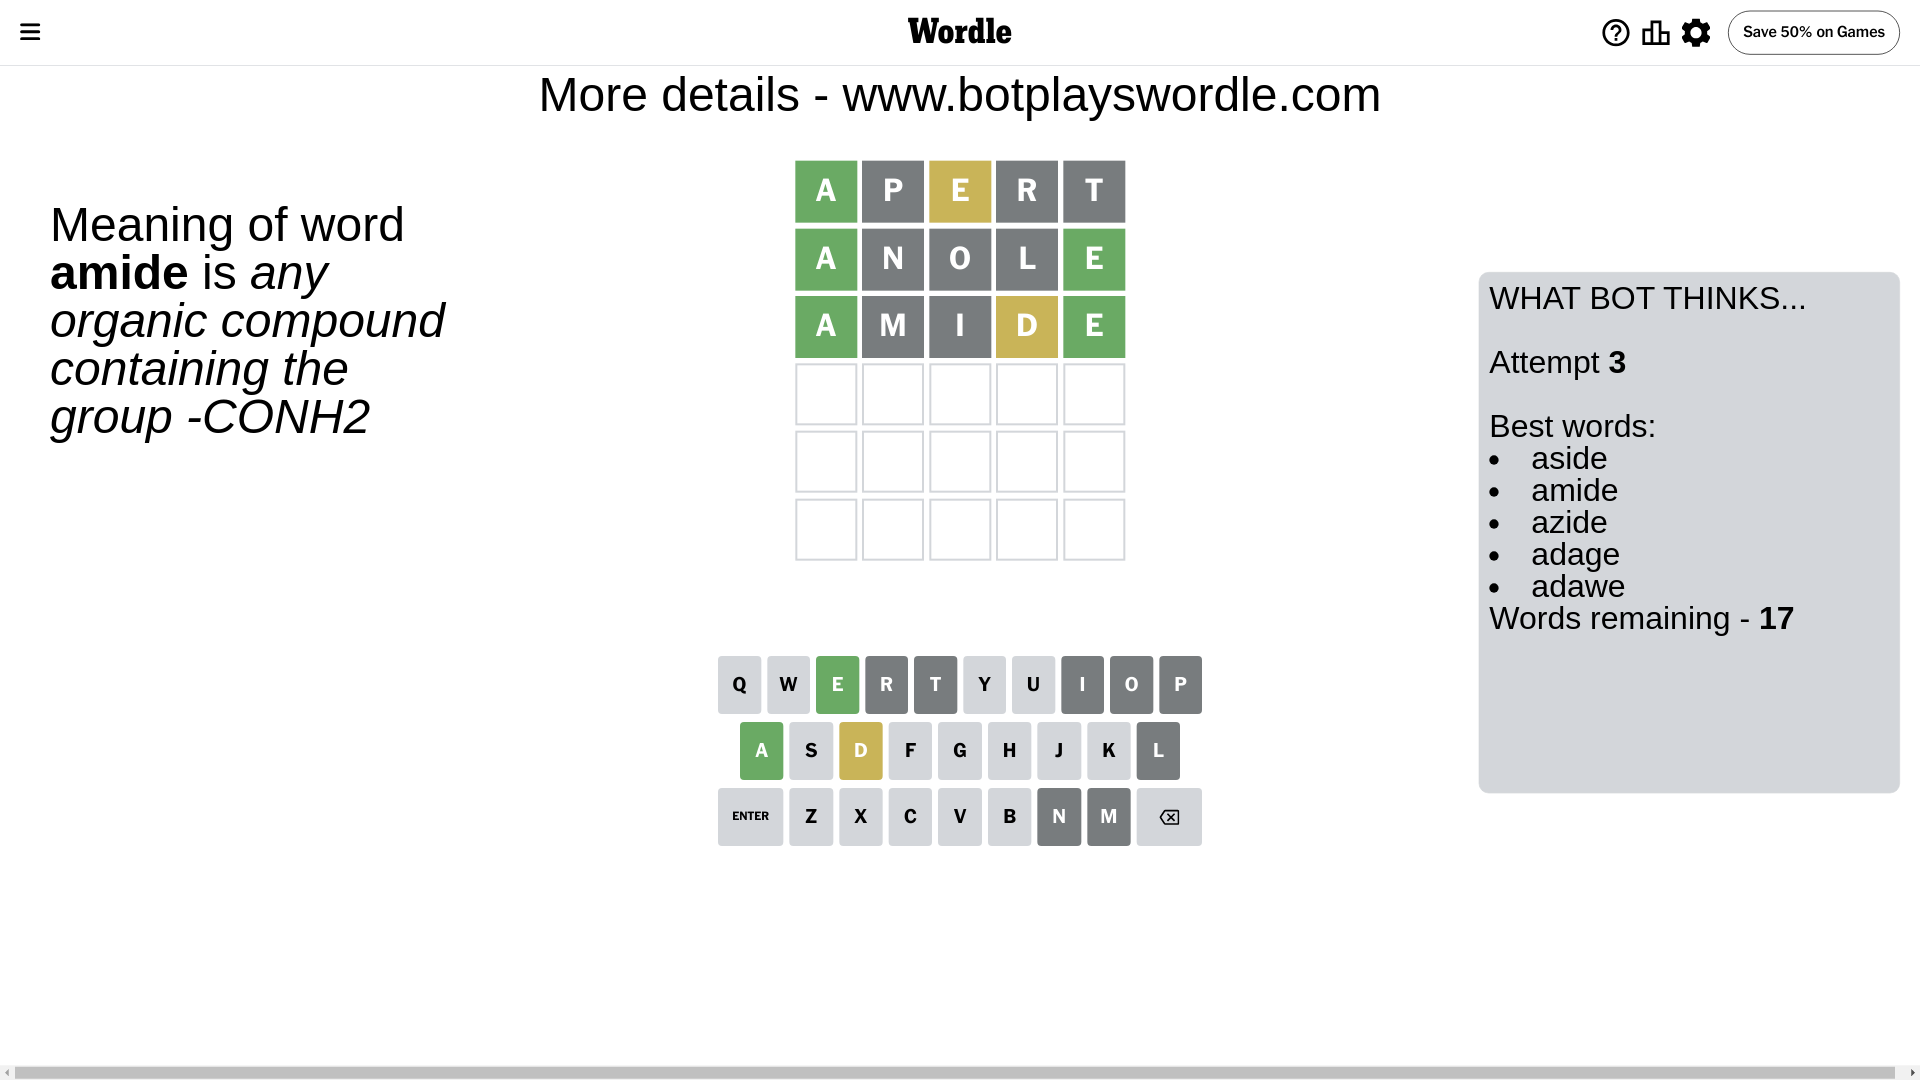 Wordle
Save 50% on Games
More details - www.botplayswordle.com
Meaning of word
amide is any
organic compound
containing the
group -CONH2
A P E R T
A N O L E
A M I D E
WHAT BOT THINKS...
Attempt 3
Best words:
• aside
• amide
• azide
• adage
• adawe
Words remaining - 17
Q W E R T Y U I O P
A S D F G H J K L
ENTER Z X C V B N M